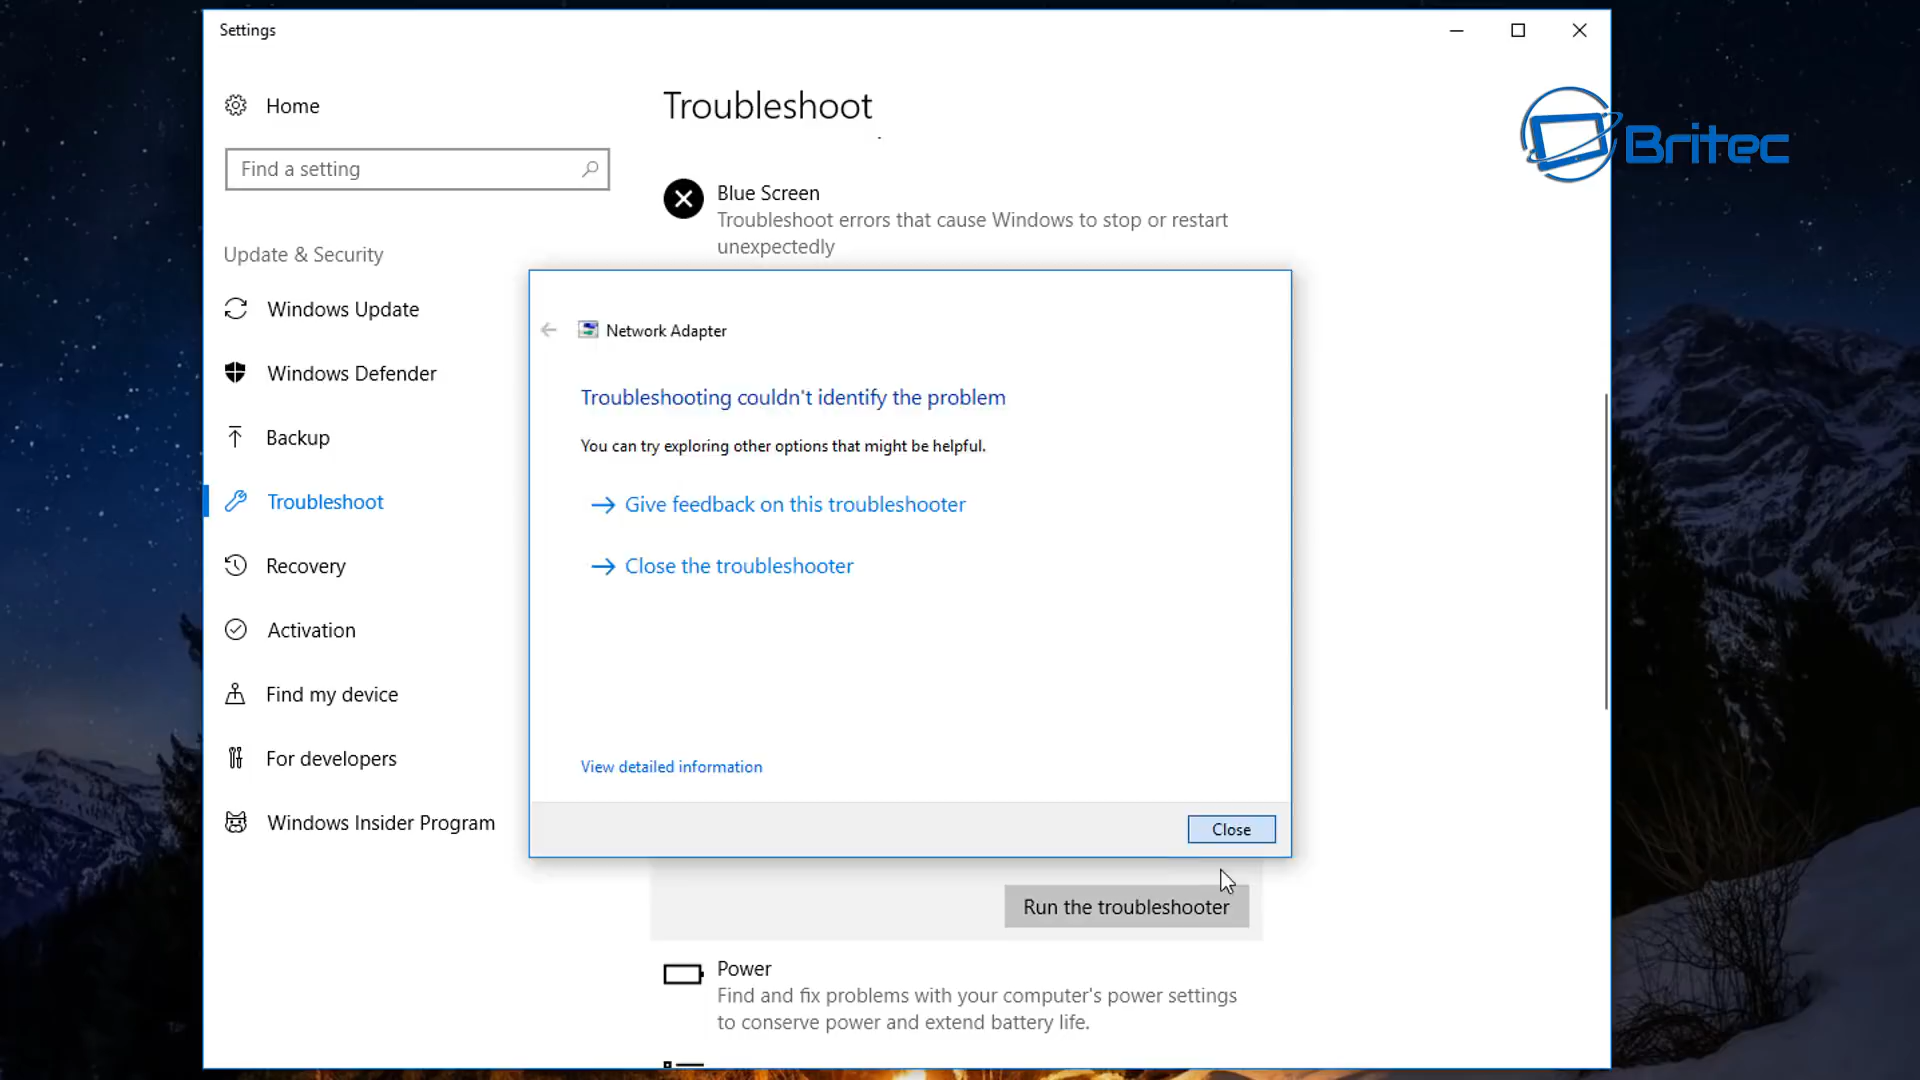 Settings
Home
Find a setting
Update & Security
Windows Update
Windows Defender
Backup
Troubleshoot
Recovery
Activation
Find my device
For developers
Windows Insider Program
Troubleshoot
Britec
Blue Screen
Troubleshoot errors that cause Windows to stop or restart
unexpectedly
Network Adapter
Troubleshooting couldn't identify the problem
You can try exploring other options that might be helpful.
Give feedback on this troubleshooter
Close the troubleshooter
View detailed information
Close
Run the troubleshooter
Power
Find and fix problems with your computer's power settings
to conserve power and extend battery life.